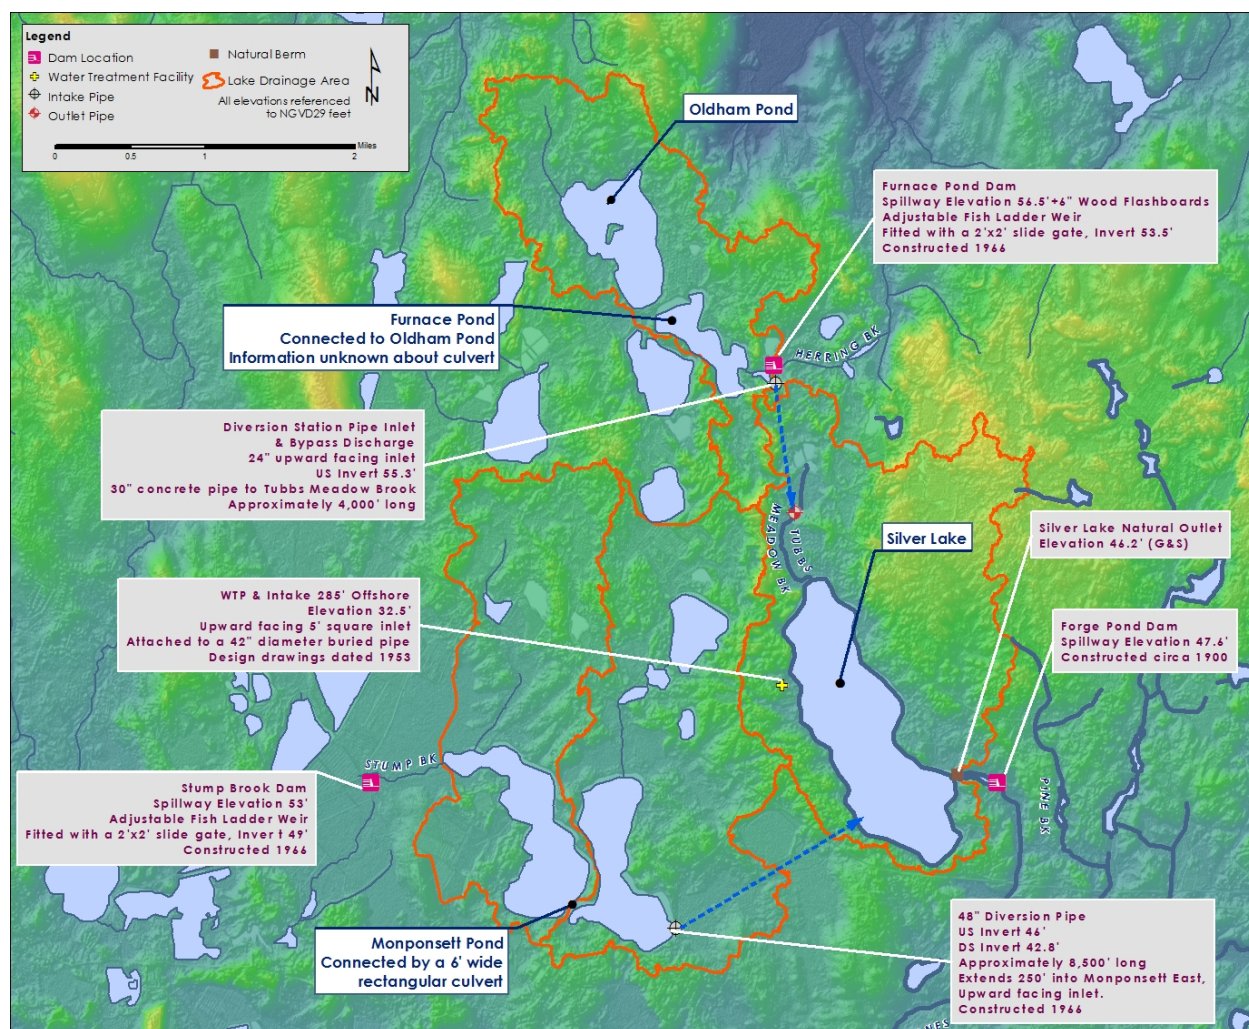 Legend
Dam Location
Water Treatment Facility
Intake Pipe
Outlet Pipe
Natural Berm
Lake Drainage Area
All elevations referenced
to NGVD29 feet
N
0 0.5 1 2 Miles
Oldham Pond
Furnace Pond Dam
Spillway Elevation 56.5'+6" Wood Flashboards
Adjustable Fish Ladder Weir
Fitted with a 2'x2' slide gate, Invert 53.5'
Constructed 1966
Furnace Pond
Connected to Oldham Pond
Information unknown about culvert
HERRING BK
Diversion Station Pipe Inlet
& Bypass Discharge
24" upward facing inlet
US Invert 55.3'
30" concrete pipe to Tubbs Meadow Brook
Approximately 4,000' long
TUBBS
MEADOW BK
Silver Lake
Silver Lake Natural Outlet
Elevation 46.2' (G&S)
WTP & Intake 285' Offshore
Elevation 32.5'
Upward facing 5' square inlet
Attached to a 42" diameter buried pipe
Design drawings dated 1953
Forge Pond Dam
Spillway Elevation 47.6'
Constructed circa 1900
STUMP BK
PINE BK
Stump Brook Dam
Spillway Elevation 53'
Adjustable Fish Ladder Weir
Fitted with a 2'x2' slide gate, Invert 49'
Constructed 1966
Monponsett Pond
Connected by a 6' wide
rectangular culvert
48" Diversion Pipe
US Invert 46'
DS Invert 42.8'
Approximately 8,500' long
Extends 250' into Monponsett East,
Upward facing inlet.
Constructed 1966